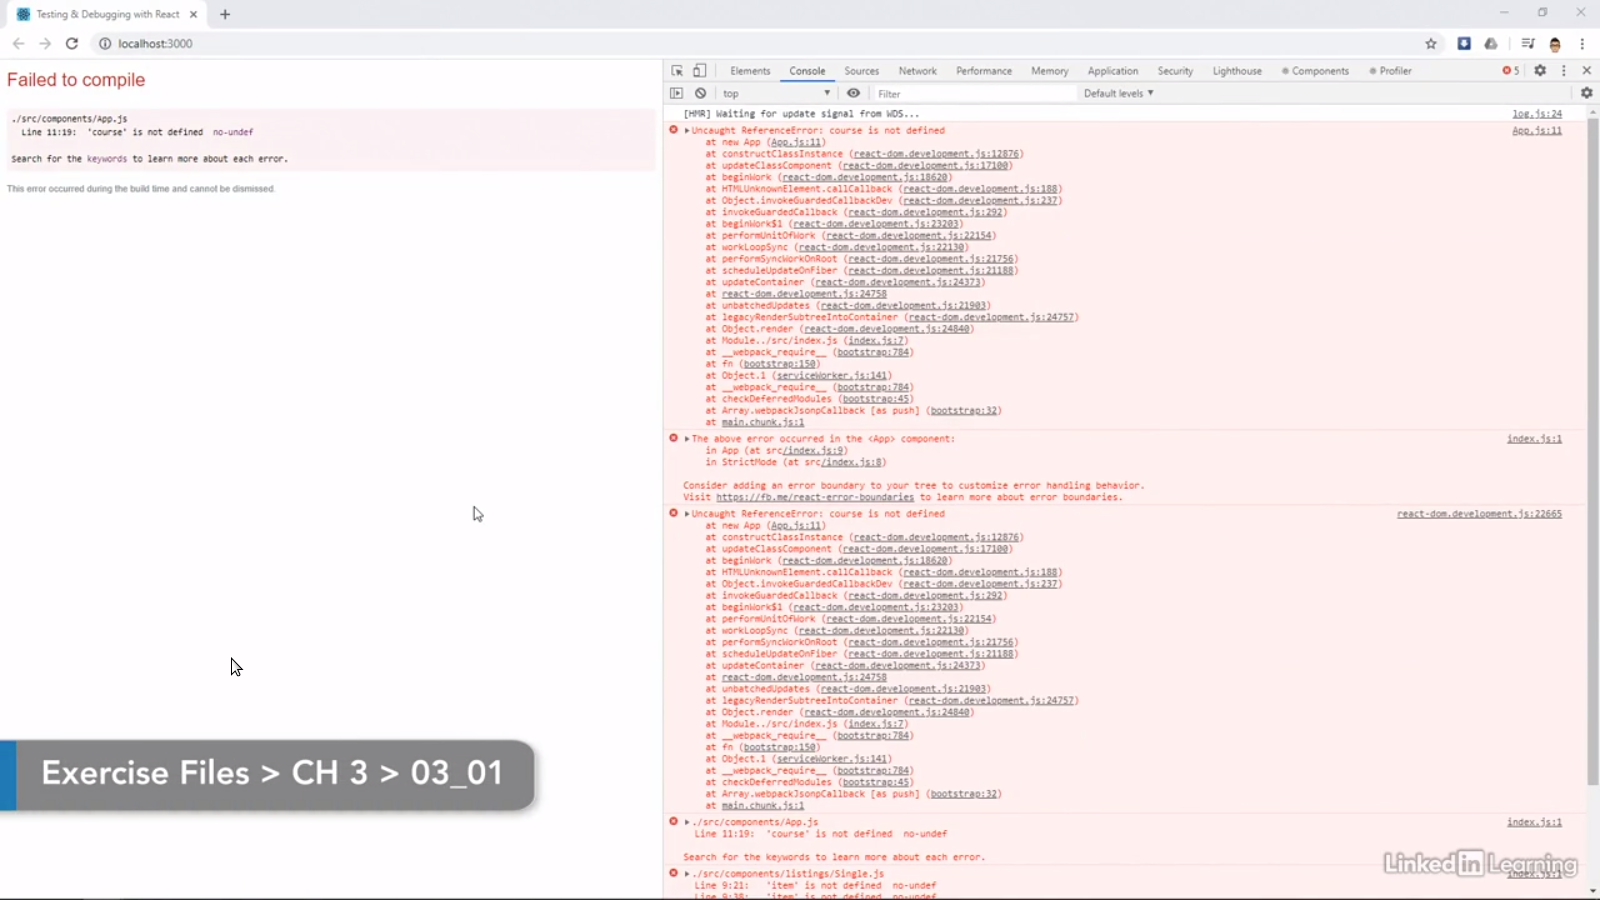 Testing & Debugging with React
localhost:3000
Failed to compile
./src/components/App.js
Line 11:19: 'course' is not defined no-undef
Search for the keywords to learn more about each error.
This error occurred during the build time and cannot be dismissed.
Exercise Files > CH 3 > 03_01
Elements Console Sources Network Performance Memory Application Security Lighthouse Components Profiler 5
top Filter Default levels
[HMR] Waiting for update signal from WDS... log.js:24
Uncaught ReferenceError: course is not defined App.js:11
at new App (App.js:11)
at constructClassInstance (react-dom.development.js:12876)
at updateClassComponent (react-dom.development.js:17100)
at beginWork (react-dom.development.js:18620)
at HTMLUnknownElement.callCallback (react-dom.development.js:188)
at Object.invokeGuardedCallbackDev (react-dom.development.js:237)
at invokeGuardedCallback (react-dom.development.js:292)
at beginWork$1 (react-dom.development.js:23203)
at performUnitOfWork (react-dom.development.js:22154)
at workLoopSync (react-dom.development.js:22130)
at performSyncWorkOnRoot (react-dom.development.js:21756)
at scheduleUpdateOnFiber (react-dom.development.js:21188)
at updateContainer (react-dom.development.js:24373)
at react-dom.development.js:24758
at unbatchedUpdates (react-dom.development.js:21903)
at legacyRenderSubtreeIntoContainer (react-dom.development.js:24757)
at Object.render (react-dom.development.js:24840)
at Module../src/index.js (index.js:7)
at __webpack_require__ (bootstrap:784)
at fn (bootstrap:150)
at Object.1 (serviceWorker.js:141)
at __webpack_require__ (bootstrap:784)
at checkDeferredModules (bootstrap:45)
at Array.webpackJsonpCallback [as push] (bootstrap:32)
at main.chunk.js:1
The above error occurred in the <App> component: index.js:1
in App (at src/index.js:9)
in StrictMode (at src/index.js:8)
Consider adding an error boundary to your tree to customize error handling behavior.
Visit https://fb.me/react-error-boundaries to learn more about error boundaries.
Uncaught ReferenceError: course is not defined react-dom.development.js:22665
at new App (App.js:11)
at constructClassInstance (react-dom.development.js:12876)
at updateClassComponent (react-dom.development.js:17100)
at beginWork (react-dom.development.js:18620)
at HTMLUnknownElement.callCallback (react-dom.development.js:188)
at Object.invokeGuardedCallbackDev (react-dom.development.js:237)
at invokeGuardedCallback (react-dom.development.js:292)
at beginWork$1 (react-dom.development.js:23203)
at performUnitOfWork (react-dom.development.js:22154)
at workLoopSync (react-dom.development.js:22130)
at performSyncWorkOnRoot (react-dom.development.js:21756)
at scheduleUpdateOnFiber (react-dom.development.js:21188)
at updateContainer (react-dom.development.js:24373)
at react-dom.development.js:24758
at unbatchedUpdates (react-dom.development.js:21903)
at legacyRenderSubtreeIntoContainer (react-dom.development.js:24757)
at Object.render (react-dom.development.js:24840)
at Module../src/index.js (index.js:7)
at __webpack_require__ (bootstrap:784)
at fn (bootstrap:150)
at Object.1 (serviceWorker.js:141)
at __webpack_require__ (bootstrap:784)
at checkDeferredModules (bootstrap:45)
at Array.webpackJsonpCallback [as push] (bootstrap:32)
at main.chunk.js:1
./src/components/App.js index.js:1
Line 11:19: 'course' is not defined no-undef
Search for the keywords to learn more about each error.
./src/components/listings/Single.js index.js:1
Line 9:21: 'item' is not defined no-undef
Line 9:38: 'item' is not defined no-undef
LinkedIn Learning